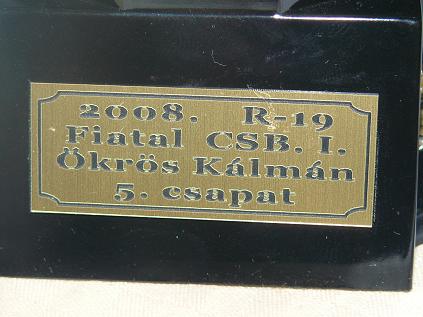 2008. R-19
Fiatal CSB. I.
Ökrös Kálmán
5. csapat